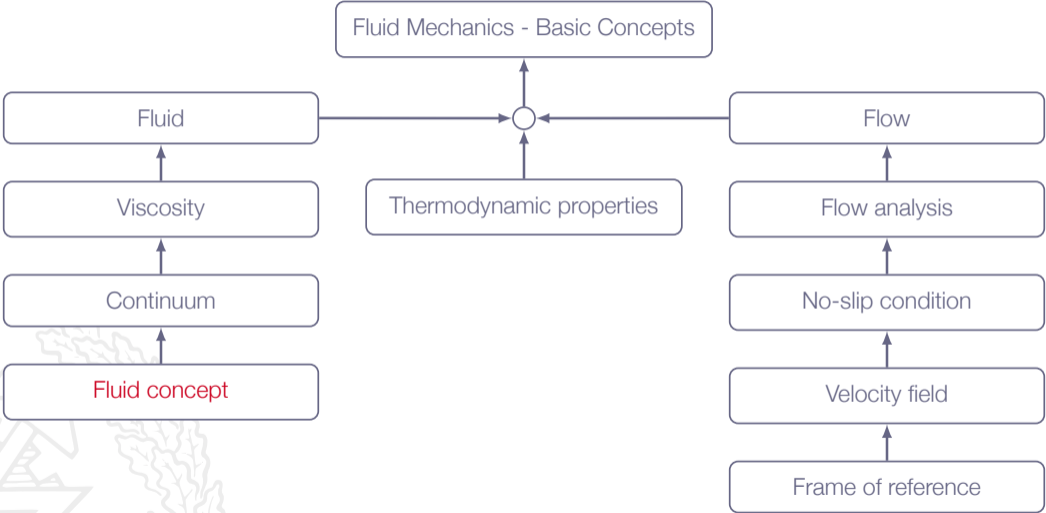 Fluid Mechanics - Basic Concepts
Fluid
Flow
Viscosity
Thermodynamic properties
Flow analysis
Continuum
No-slip condition
Fluid concept
Velocity field
Frame of reference